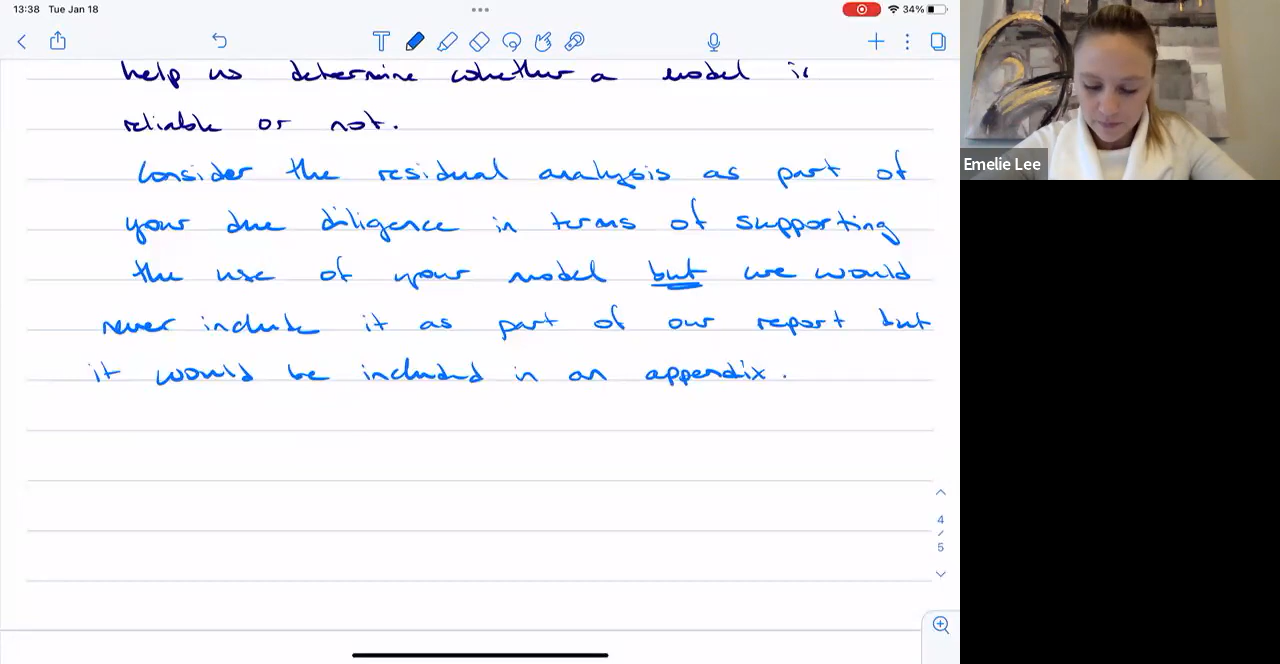 13:38 Tue Jan 18
34%
help us determine whether a model is
reliable or not.
Consider the residual analysis as part of
your due diligence in terms of supporting
the use of your model but we would
never include it as part of our report but
it would be included in an appendix.
4
/
5
Emelie Lee